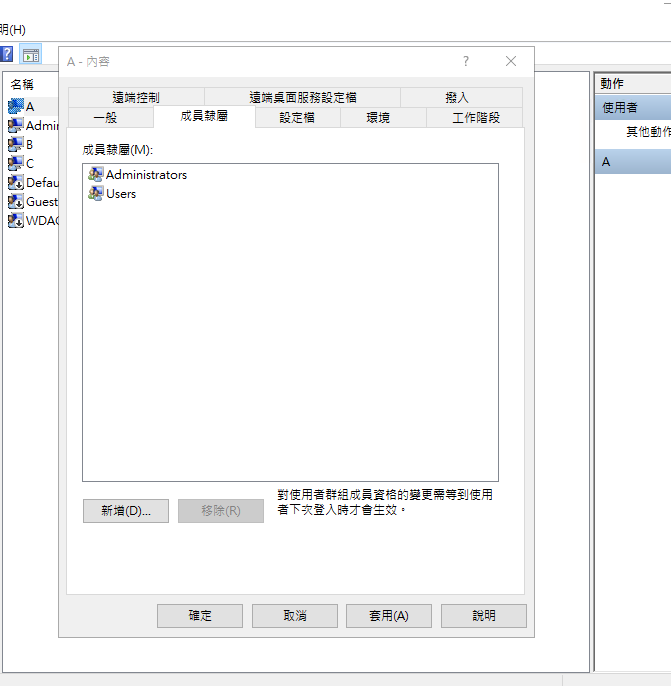 明(H)
?
A - 內容
?
名稱
A
Admin
B
C
Defau
Guest
WDAG
遠端控制
遠端桌面服務設定檔
撥入
一般
成員隸屬
設定檔
環境
工作階段
成員隸屬(M):
Administrators
Users
新增(D)...
移除(R)
對使用者群組成員資格的變更需等到使用
者下次登入時才會生效。
確定
取消
套用(A)
說明
動作
使用者
其他動作
A